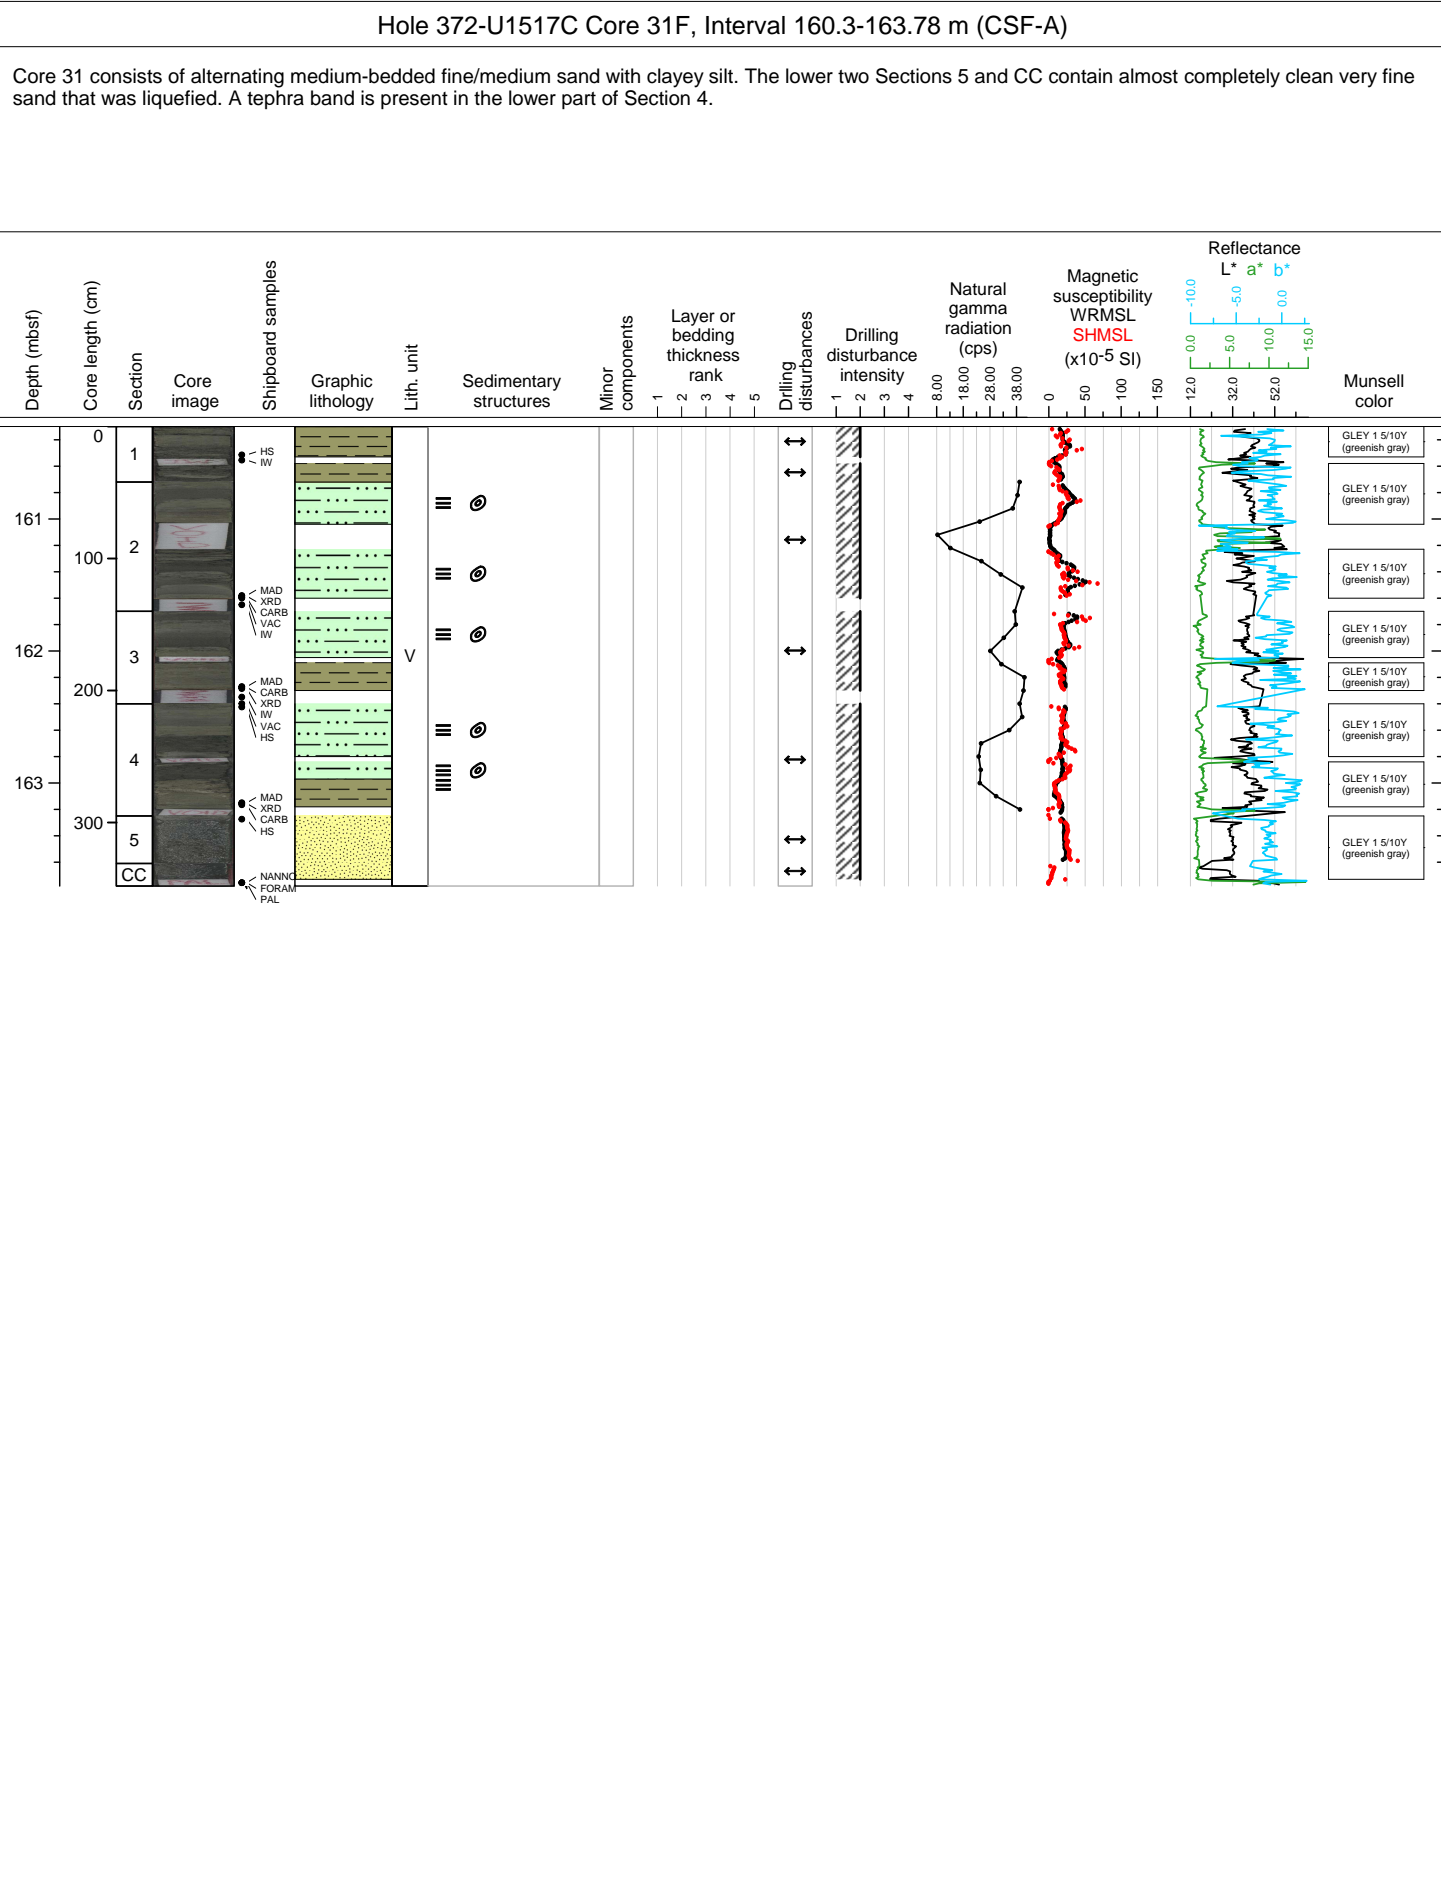 Hole 372-U1517C Core 31F, Interval 160.3-163.78 m (CSF-A)
Core 31 consists of alternating medium-bedded fine/medium sand with clayey silt. The lower two Sections 5 and CC contain almost completely clean very fine
sand that was liquefied. A tephra band is present in the lower part of Section 4.
Depth (mbsf)
Core length (cm)
Section
Core
image
Shipboard samples
Graphic
lithology
Lith. unit
Sedimentary
structures
Minor
components
Layer or
bedding
thickness
rank
1 2 3 4 5
Drlling
disturbances
Drilling
disturbance
intensity
1 2 3 4
Natural
gamma
radiation
(cps)
8.00 18.00 28.00 38.00
Magnetic
susceptibility
WRMSL
SHMSL
(x10-5 SI)
0 50 100 150
Reflectance
L* a* b*
-10.0 -5.0 0.0
0.0 5.0 10.0 15.0
12.0 32.0 52.0
Munsell
color
161
162
163
0
100
200
300
1
2
3
4
5
CC
HS
IW
MAD
XRD
CARB
VAC
IW
MAD
CARB
XRD
IW
VAC
HS
MAD
XRD
CARB
HS
NANNO
FORAM
PAL
V
GLEY 1 5/10Y
(greenish gray)
GLEY 1 5/10Y
(greenish gray)
GLEY 1 5/10Y
(greenish gray)
GLEY 1 5/10Y
(greenish gray)
GLEY 1 5/10Y
(greenish gray)
GLEY 1 5/10Y
(greenish gray)
GLEY 1 5/10Y
(greenish gray)
GLEY 1 5/10Y
(greenish gray)